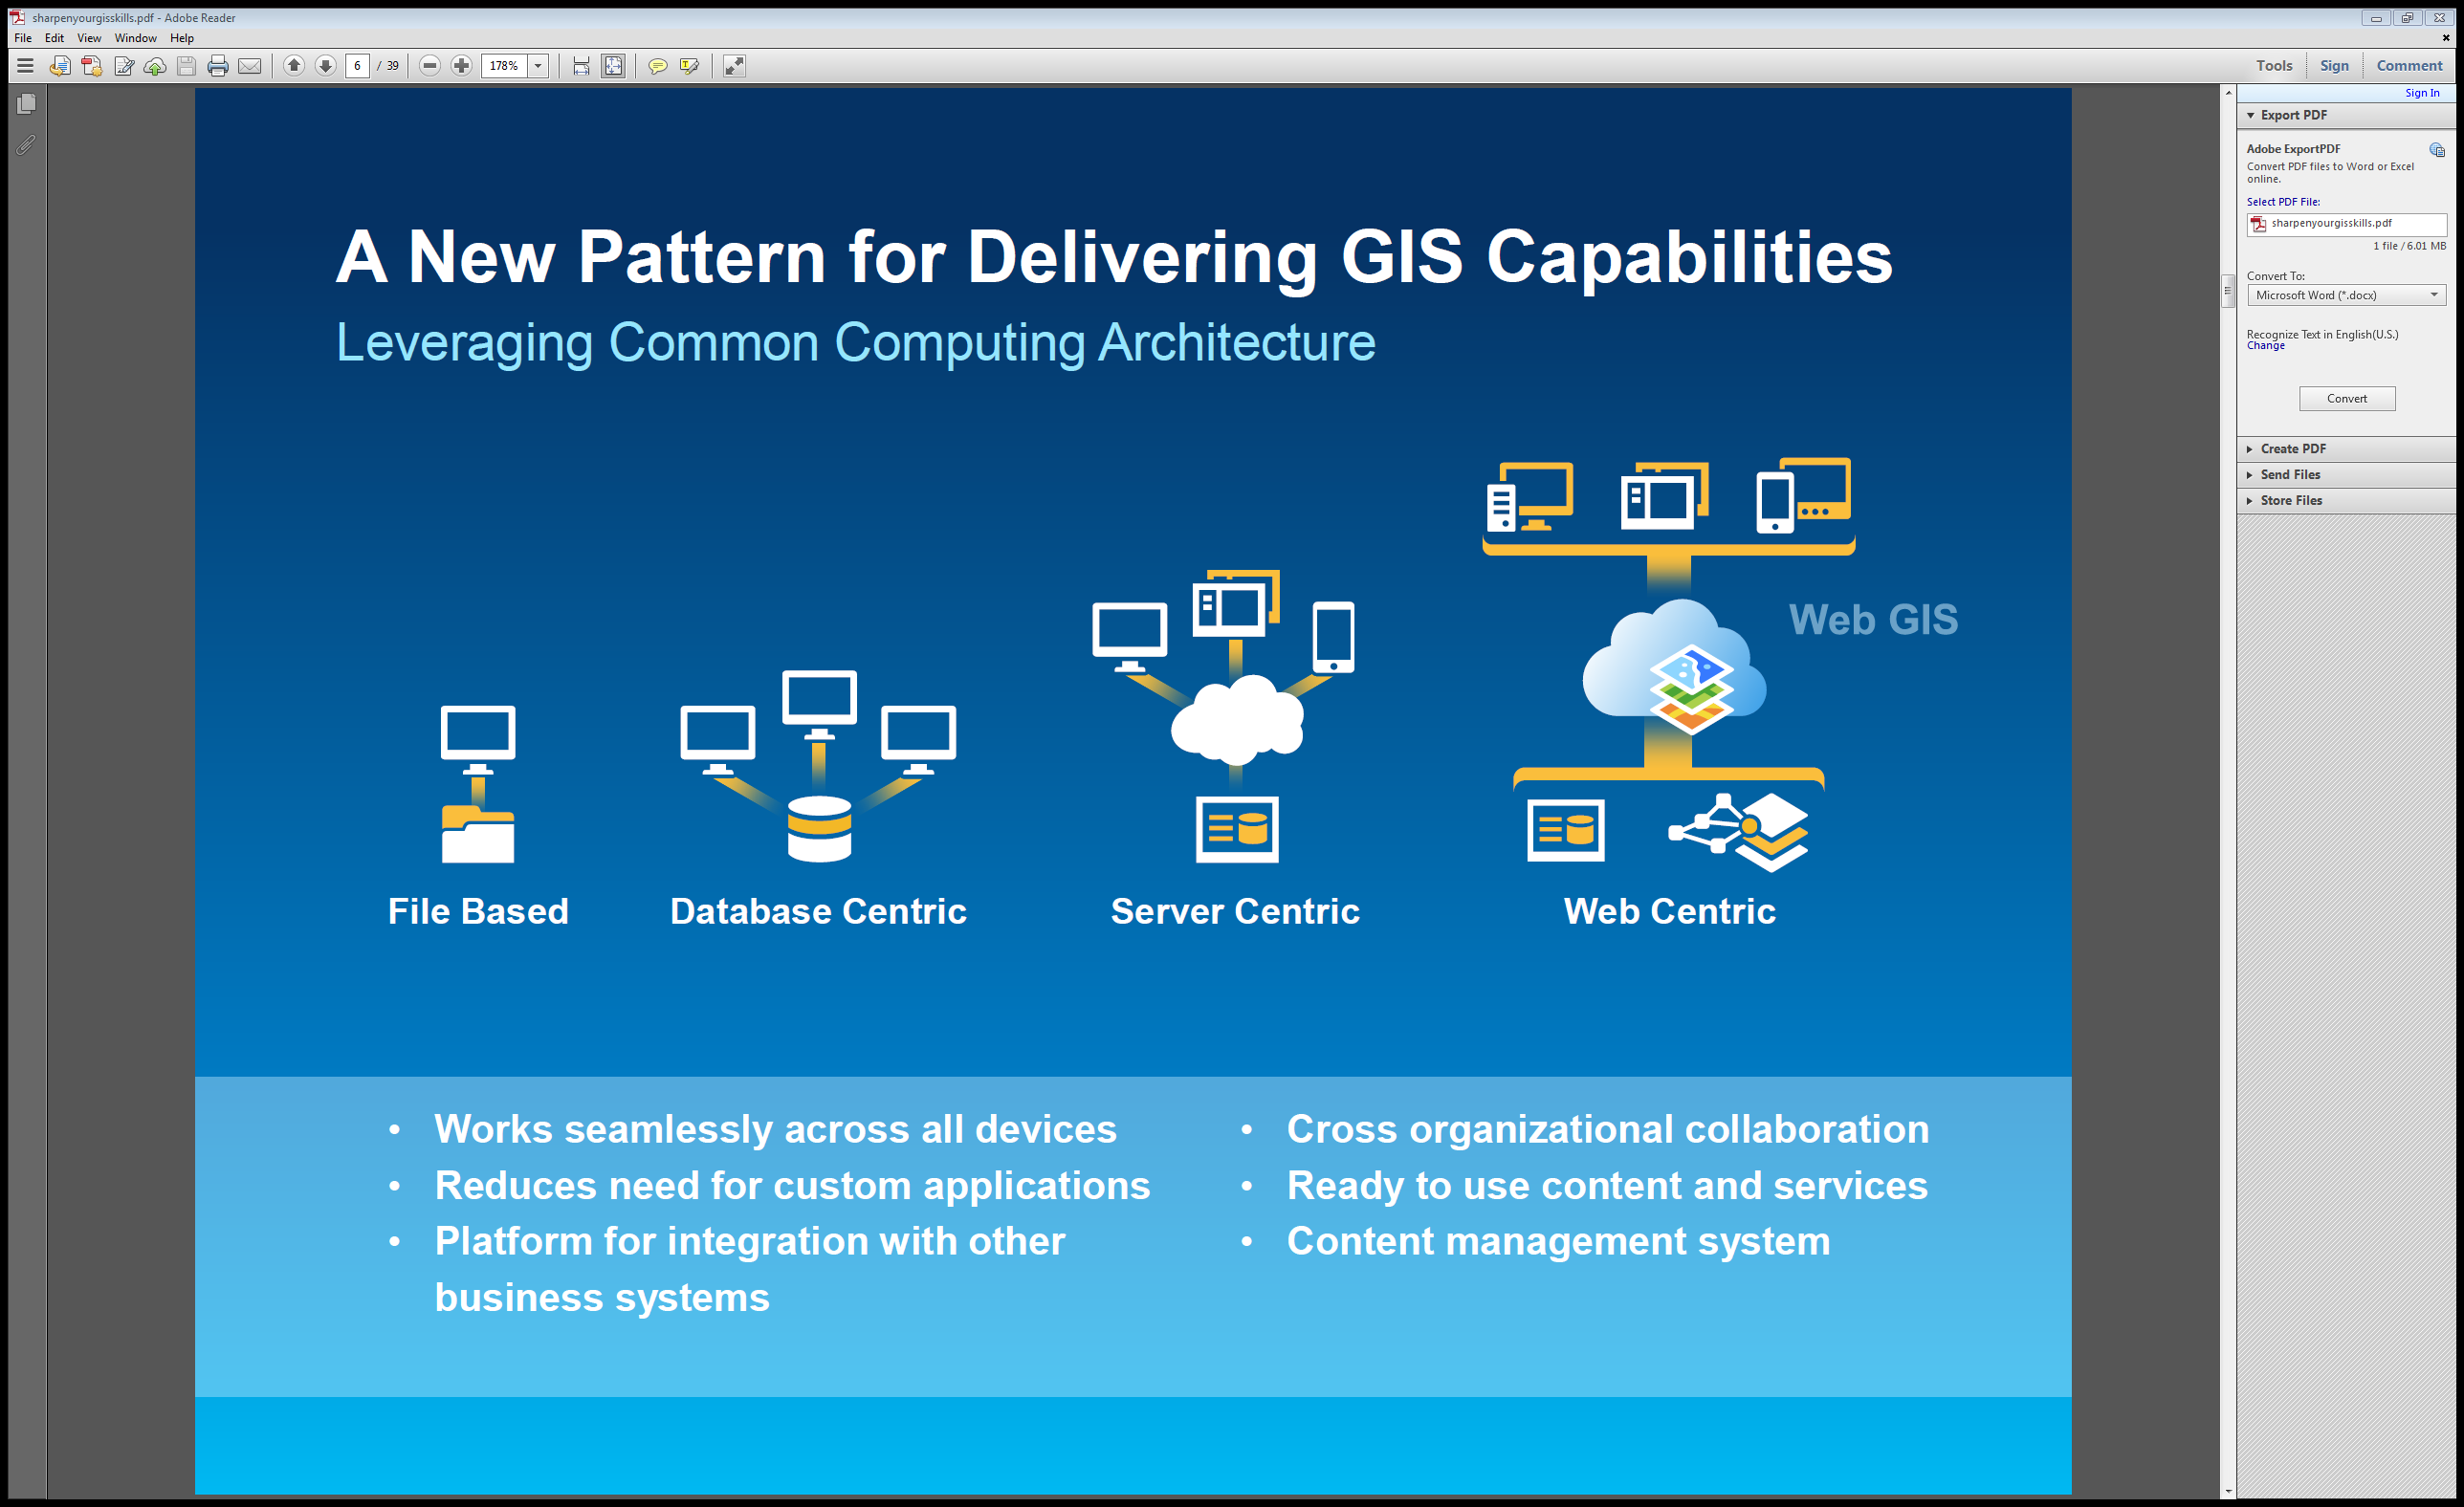 sharpenyourgisskills.pdf - Adobe Reader
File Edit View Window Help
6 / 39 178% Tools Sign Comment
Sign In
Export PDF
Adobe ExportPDF
Convert PDF files to Word or Excel
online.
Select PDF File:
sharpenyourgisskills.pdf
1 file / 6.01 MB
Convert To:
Microsoft Word (*.docx)
Recognize Text in English(U.S.)
Change
Convert
Create PDF
Send Files
Store Files
A New Pattern for Delivering GIS Capabilities
Leveraging Common Computing Architecture
Web GIS
File Based
Database Centric
Server Centric
Web Centric
• Works seamlessly across all devices
• Reduces need for custom applications
• Platform for integration with other
business systems
• Cross organizational collaboration
• Ready to use content and services
• Content management system